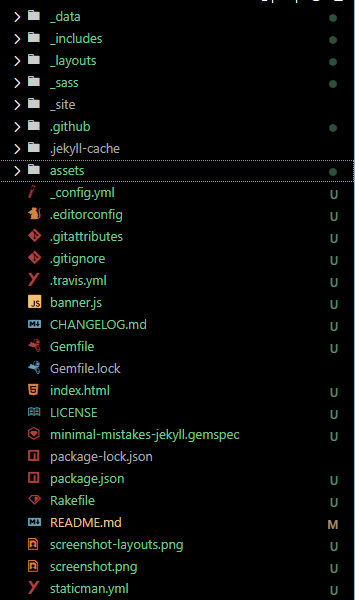 _data
_includes
_layouts
_sass
_site
.github
.jekyll-cache
assets
_config.yml U
.editorconfig U
.gitattributes U
.gitignore U
.travis.yml U
JS banner.js U
CHANGELOG.md U
Gemfile U
Gemfile.lock
index.html U
LICENSE U
minimal-mistakes-jekyll.gemspec U
package-lock.json
package.json U
Rakefile U
README.md M
screenshot-layouts.png U
screenshot.png U
staticman.yml U